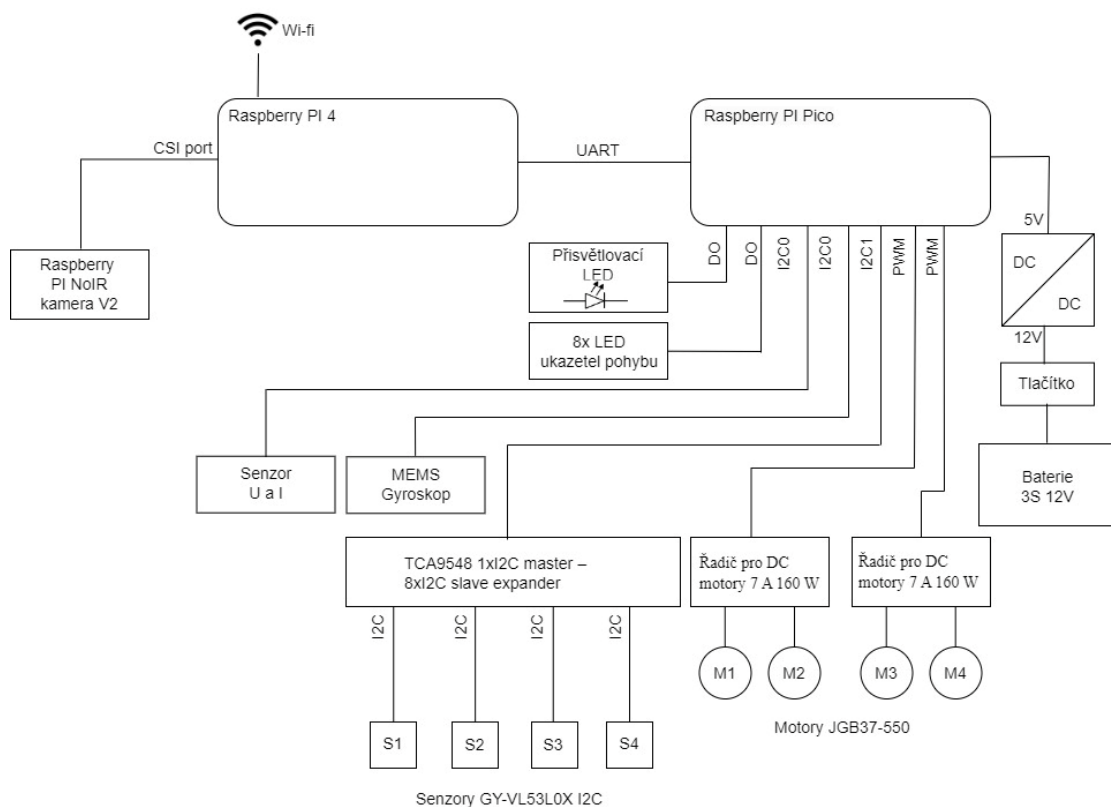 Wi-fi
Raspberry PI 4
Raspberry PI Pico
CSI port
UART
5V
DO
DO
I2C0
I2C0
I2C1
PWM
PWM
Raspberry
PI NoIR
kamera V2
Přisvětlovací
LED
DC
DC
12V
8x LED
ukazetel pohybu
Tlačítko
Senzor
U a I
MEMS
Gyroskop
Baterie
3S 12V
TCA9548 1xI2C master –
8xI2C slave expander
Řadič pro DC
motory 7 A 160 W
Řadič pro DC
motory 7 A 160 W
I2C
I2C
I2C
I2C
M1
M2
M3
M4
Motory JGB37-550
S1
S2
S3
S4
Senzory GY-VL53L0X I2C